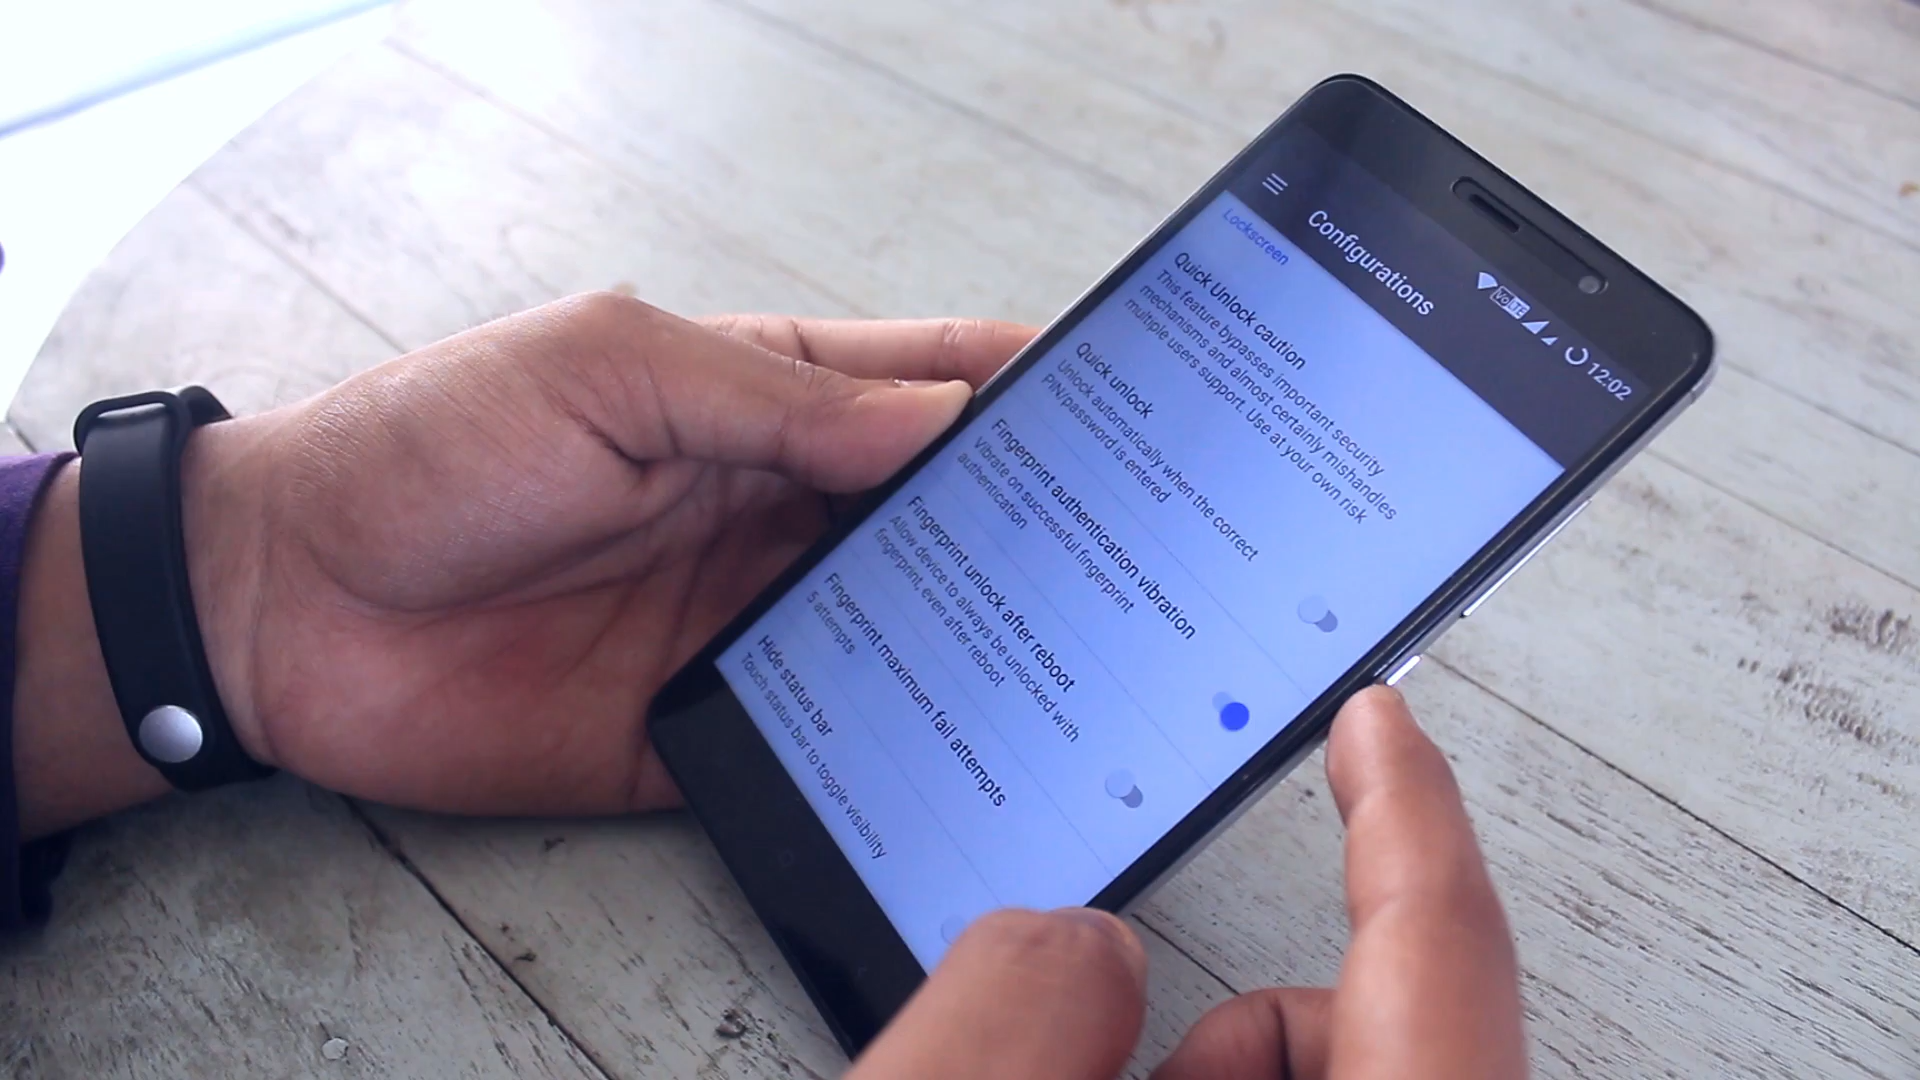 VoLTE
12:02
Configurations
Lockscreen
Quick Unlock caution
This feature bypasses important security
mechanisms and almost certainly mishandles
multiple users support. Use at your own risk
Quick unlock
Unlock automatically when the correct
PIN/password is entered
Fingerprint authentication vibration
Vibrate on successful fingerprint
authentication
Fingerprint unlock after reboot
Allow device to always be unlocked with
fingerprint, even after reboot
Fingerprint maximum fail attempts
5 attempts
Hide status bar
Touch status bar to toggle visibility